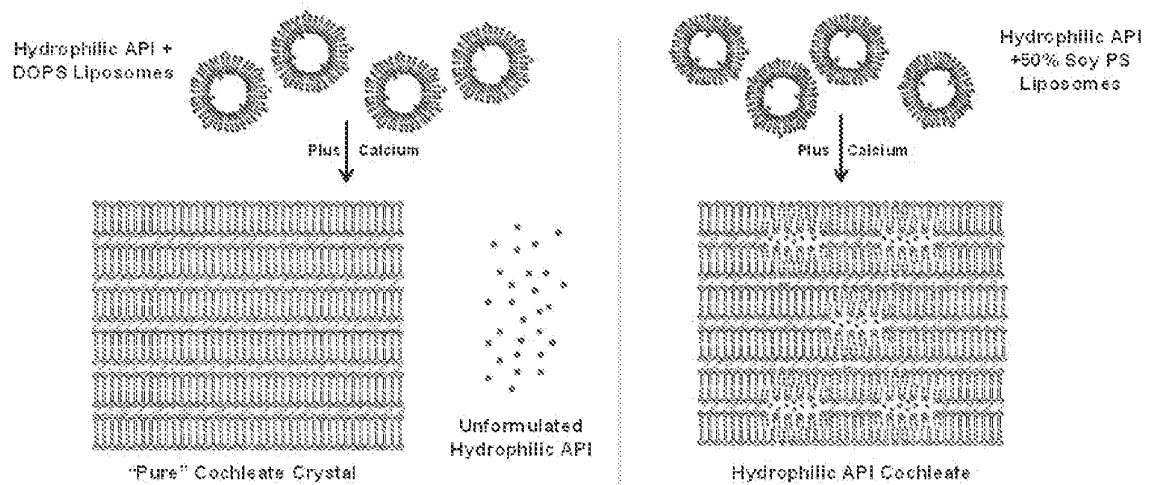 Hydrophilic API +
DOPS Liposomes
Plus Calcium
"Pure" Cochleate Crystal
Unformulated
Hydrophilic API
Hydrophilic API
+50% Soy PS
Liposomes
Plus Calcium
Hydrophilic API Cochleate